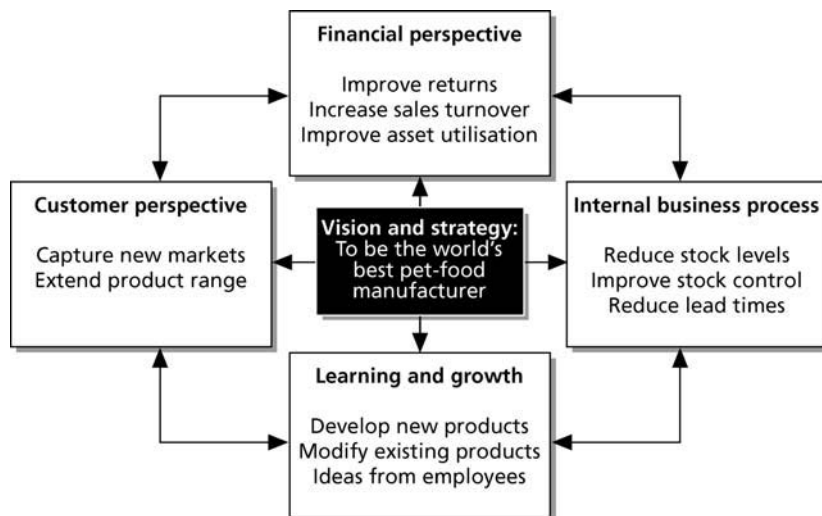 Financial perspective
Improve returns
Increase sales turnover
Improve asset utilisation
Customer perspective
Capture new markets
Extend product range
Vision and strategy:
To be the world's
best pet-food
manufacturer
Internal business process
Reduce stock levels
Improve stock control
Reduce lead times
Learning and growth
Develop new products
Modify existing products
Ideas from employees